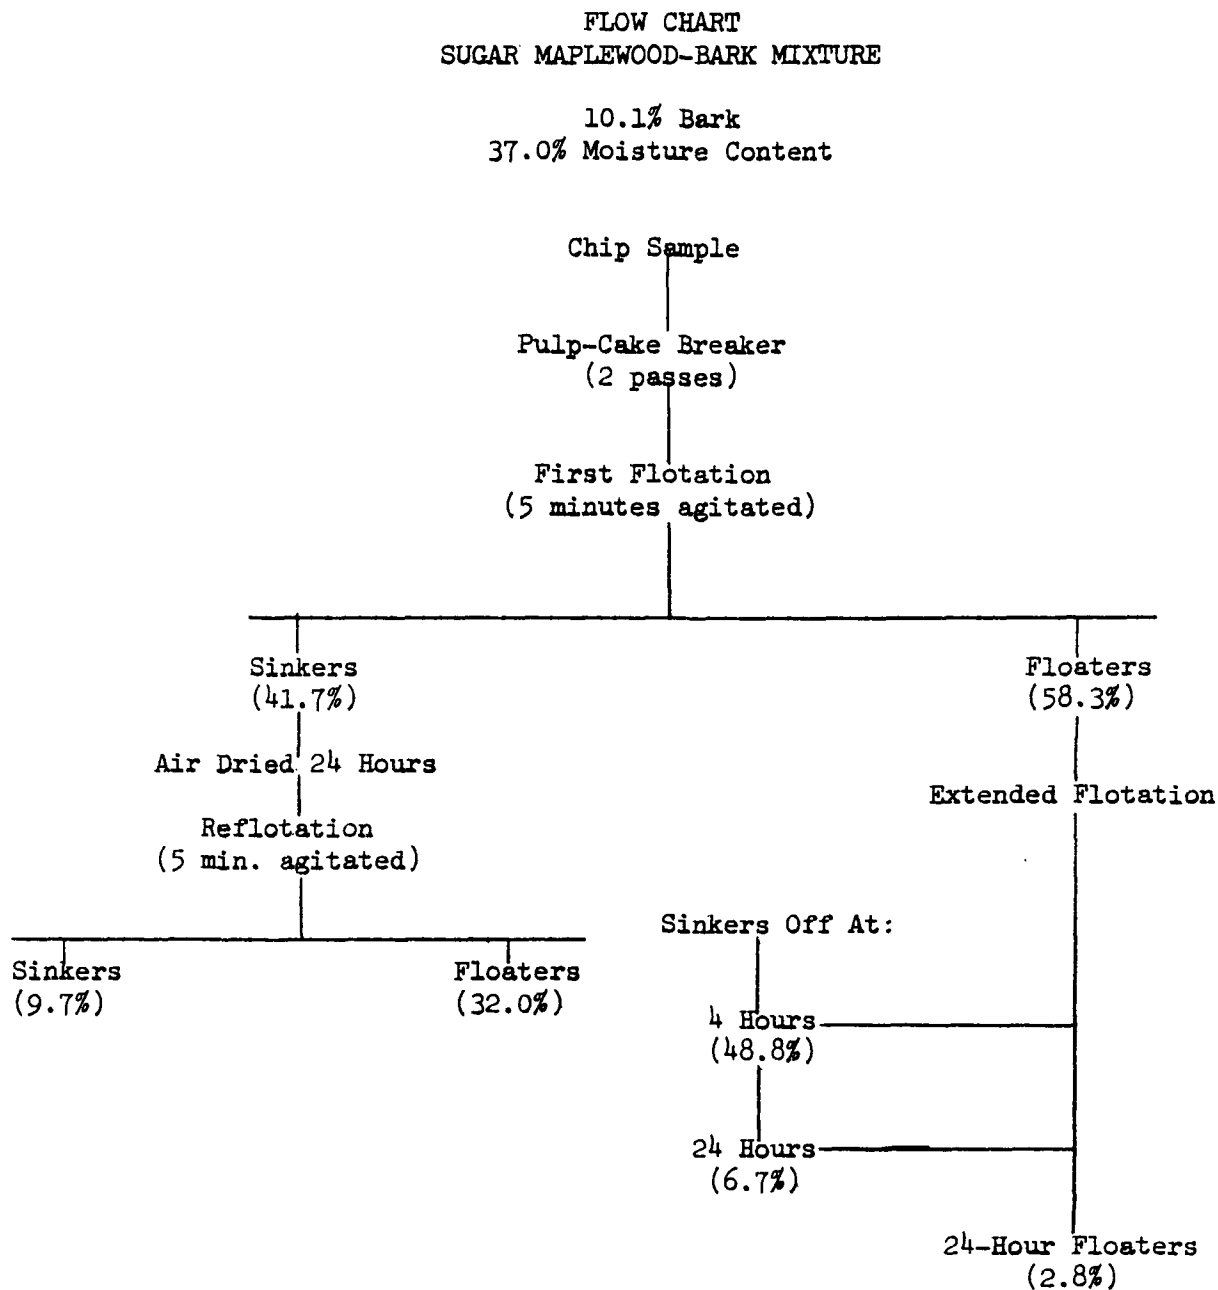 FLOW CHART
SUGAR MAPLEWOOD-BARK MIXTURE
10.1% Bark
37.0% Moisture Content
Chip Sample
Pulp-Cake Breaker
(2 passes)
First Flotation
(5 minutes agitated)
Sinkers
(41.7%)
Air Dried 24 Hours
Reflotation
(5 min. agitated)
Sinkers
(9.7%)
Floaters
(32.0%)
Floaters
(58.3%)
Extended Flotation
Sinkers Off At:
4 Hours
(48.8%)
24 Hours
(6.7%)
24-Hour Floaters
(2.8%)